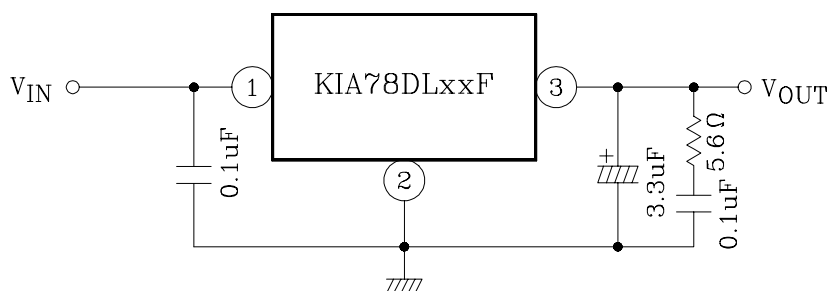 KIA78DLxxF
VIN
1
3
VOUT
2
0.1uF
+
3.3uF
5.6Ω
0.1uF